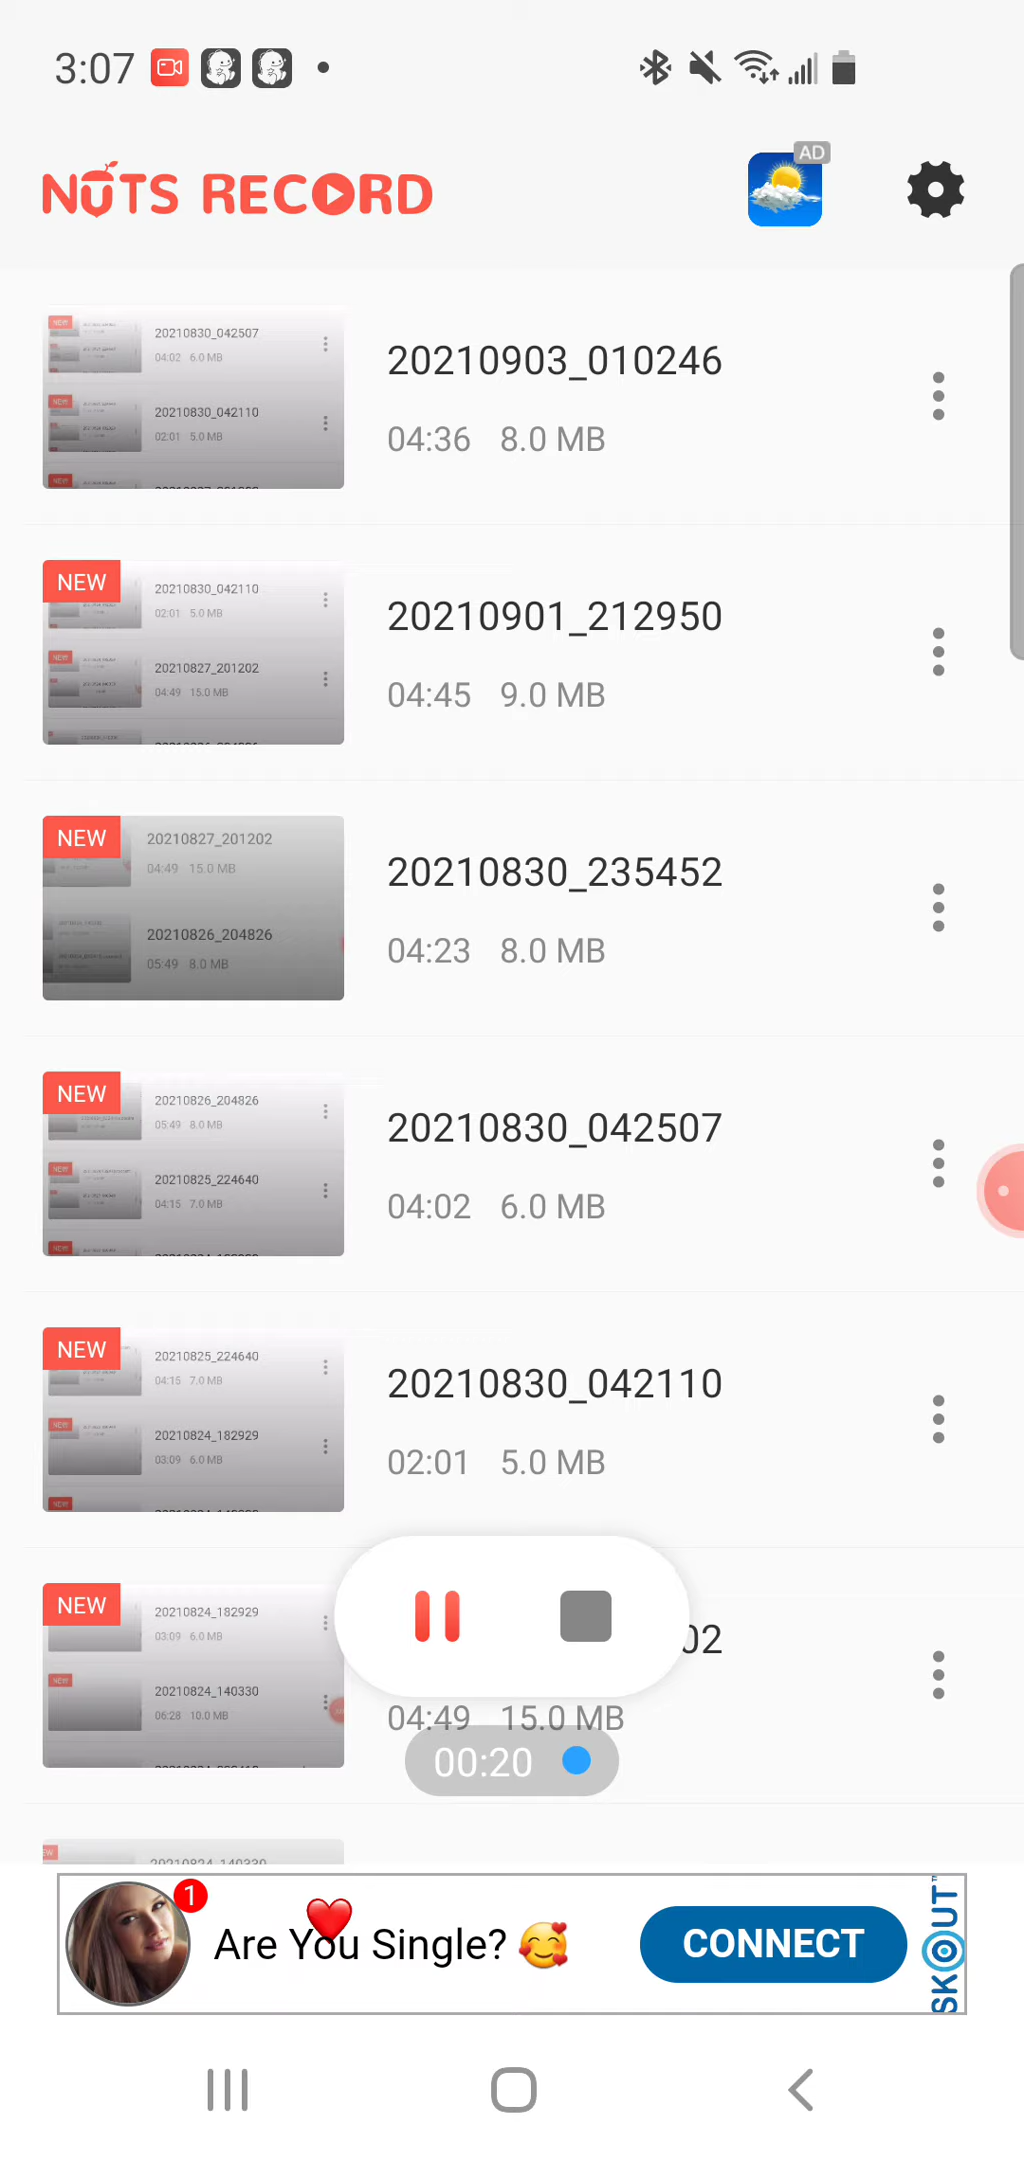 3:07
NUTS RECORD
AD
20210830_042507
04:02 6.0 MB
20210830_042110
02:01 5.0 MB
20210903_010246
04:36 8.0 MB
NEW
20210830_042110
02:01 5.0 MB
20210827_201202
04:49 15.0 MB
20210901_212950
04:45 9.0 MB
NEW
20210827_201202
04:49 15.0 MB
20210826_204826
05:49 8.0 MB
20210830_235452
04:23 8.0 MB
NEW
20210826_204826
05:49 8.0 MB
20210825_224640
04:15 7.0 MB
20210830_042507
04:02 6.0 MB
NEW
20210825_224640
04:15 7.0 MB
20210824_182929
03:09 6.0 MB
20210830_042110
02:01 5.0 MB
NEW
20210824_182929
03:09 6.0 MB
20210824_140330
06:28 10.0 MB
02
04:49 15.0 MB
00:20
1
Are You Single?
CONNECT
SKOUT